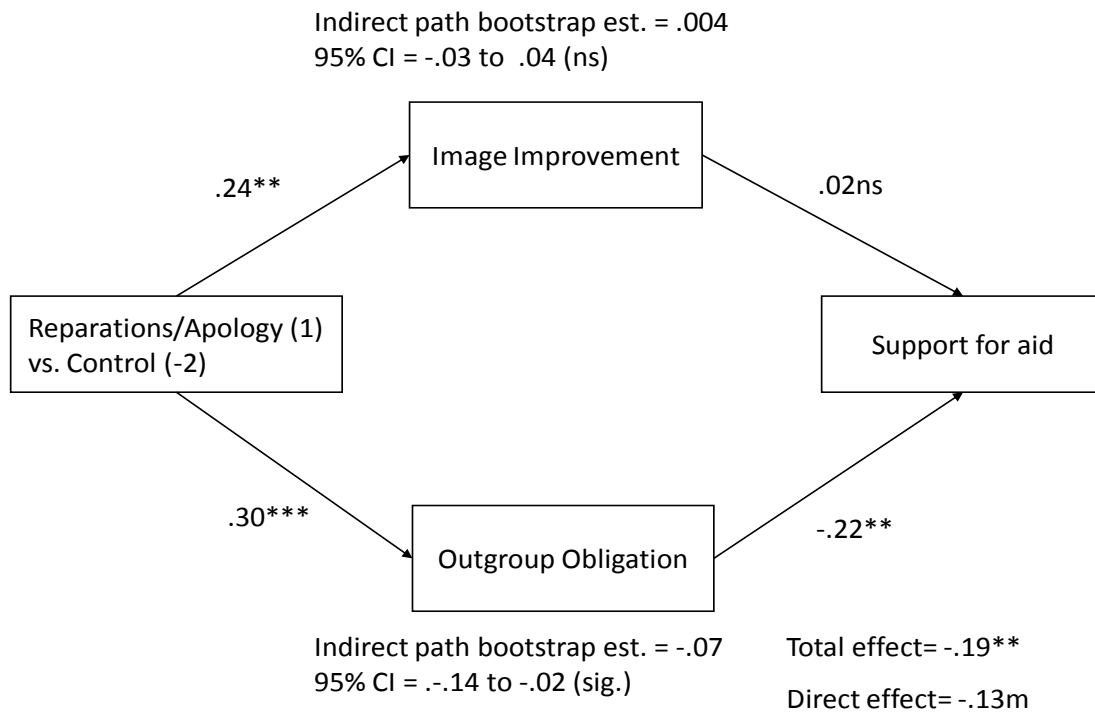 Indirect path bootstrap est. = .004
95% CI = -.03 to .04 (ns)
Image Improvement
.24**
.02ns
Reparations/Apology (1)
vs. Control (-2)
Support for aid
.30***
-.22**
Outgroup Obligation
Indirect path bootstrap est. = -.07
95% CI = .-.14 to -.02 (sig.)
Total effect= -.19**
Direct effect= -.13m